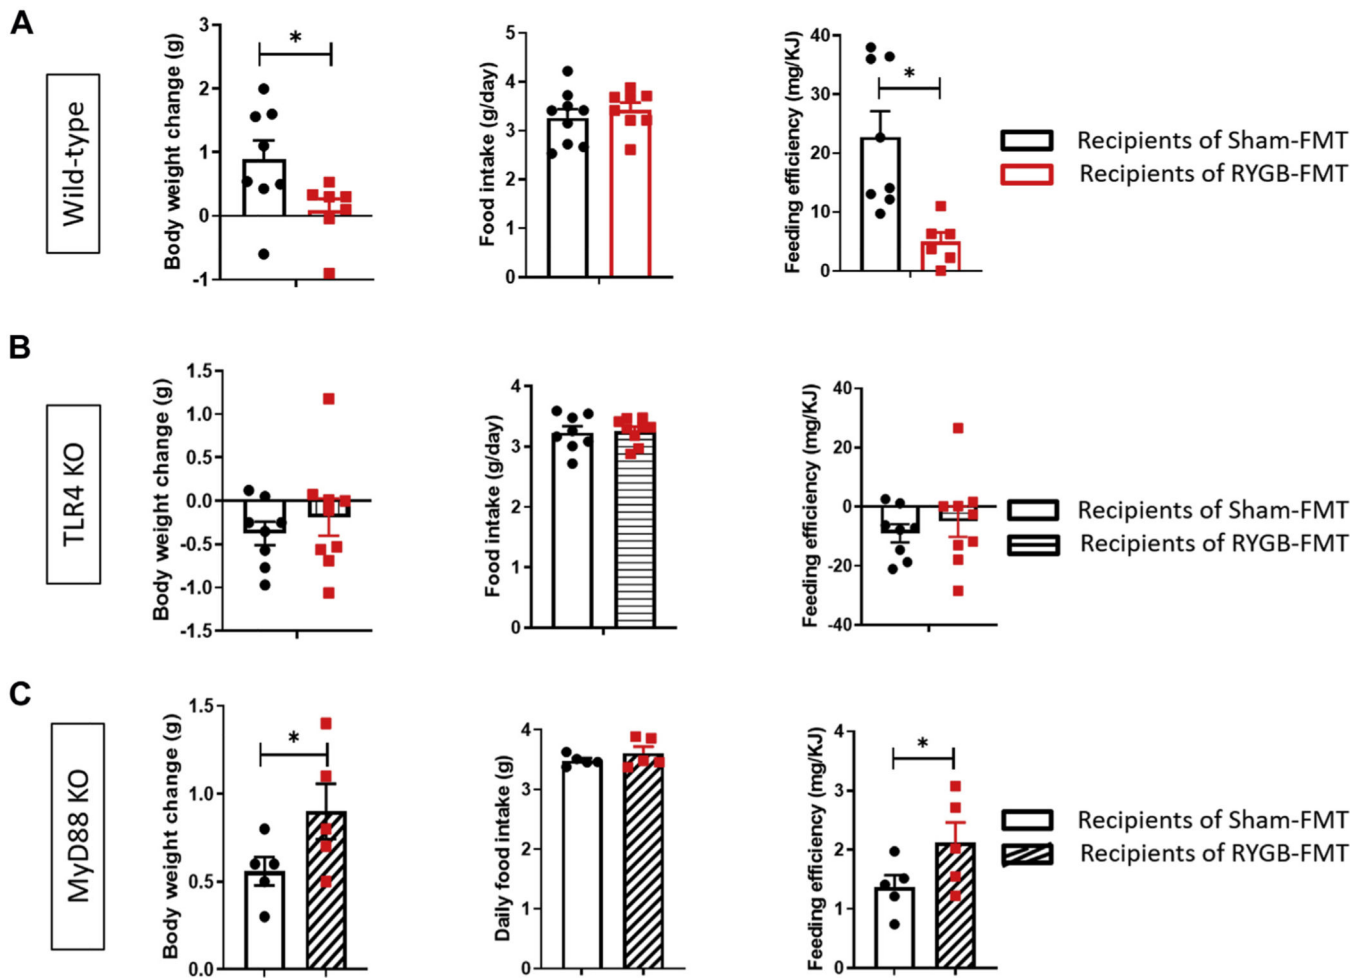 A
Wild-type
Body weight change (g)
3
2
1
0
-1
*
Food intake (g/day)
5
4
3
2
1
0
Feeding efficiency (mg/KJ)
40
30
20
10
0
*
Recipients of Sham-FMT
Recipients of RYGB-FMT
B
TLR4 KO
Body weight change (g)
1.5
1.0
0.5
0.0
-0.5
-1.0
-1.5
Food intake (g/day)
4
3
2
1
0
Feeding efficiency (mg/KJ)
40
20
0
-20
-40
Recipients of Sham-FMT
Recipients of RYGB-FMT
C
MyD88 KO
Body weight change (g)
1.5
1.0
0.5
0.0
*
Daily food intake (g)
4
3
2
1
0
Feeding efficiency (mg/KJ)
4
3
2
1
0
*
Recipients of Sham-FMT
Recipients of RYGB-FMT